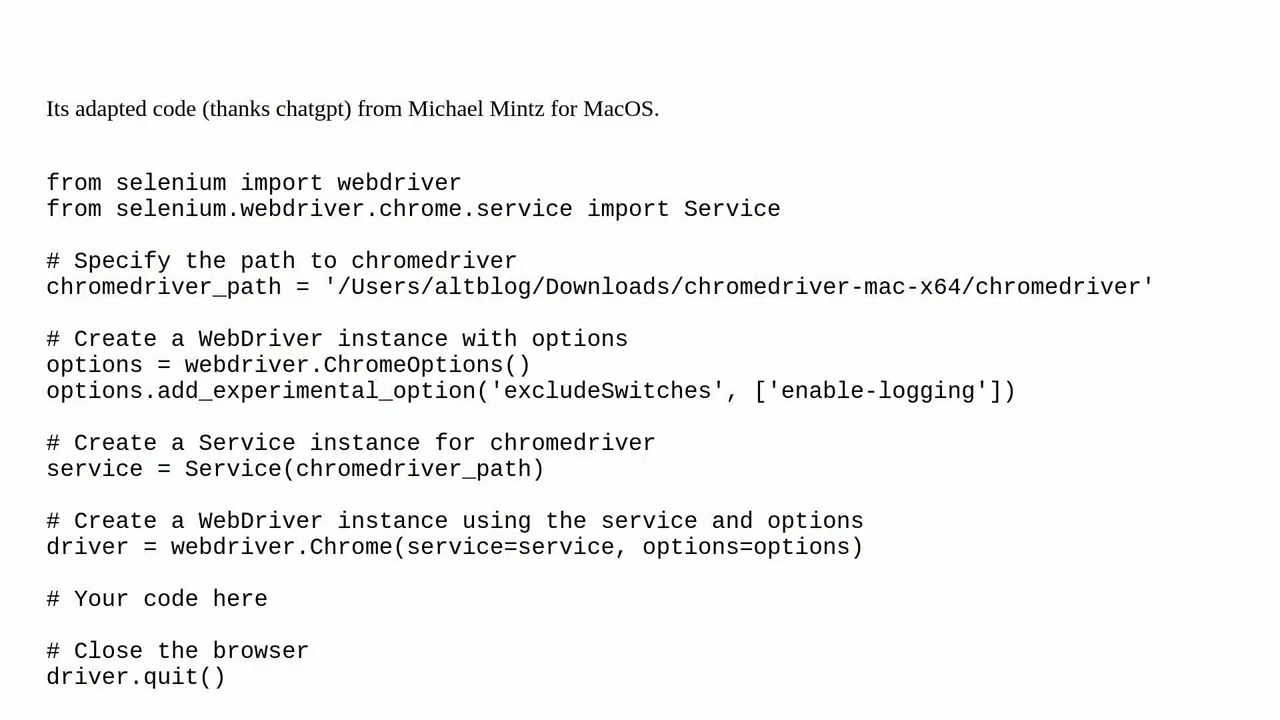 Its adapted code (thanks chatgpt) from Michael Mintz for MacOS.
from selenium import webdriver
from selenium.webdriver.chrome.service import Service
# Specify the path to chromedriver
chromedriver_path = '/Users/altblog/Downloads/chromedriver-mac-x64/chromedriver'
# Create a WebDriver instance with options
options = webdriver.ChromeOptions()
options.add_experimental_option('excludeSwitches', ['enable-logging'])
# Create a Service instance for chromedriver
service = Service(chromedriver_path)
# Create a WebDriver instance using the service and options
driver = webdriver.Chrome(service=service, options=options)
# Your code here
# Close the browser
driver.quit()